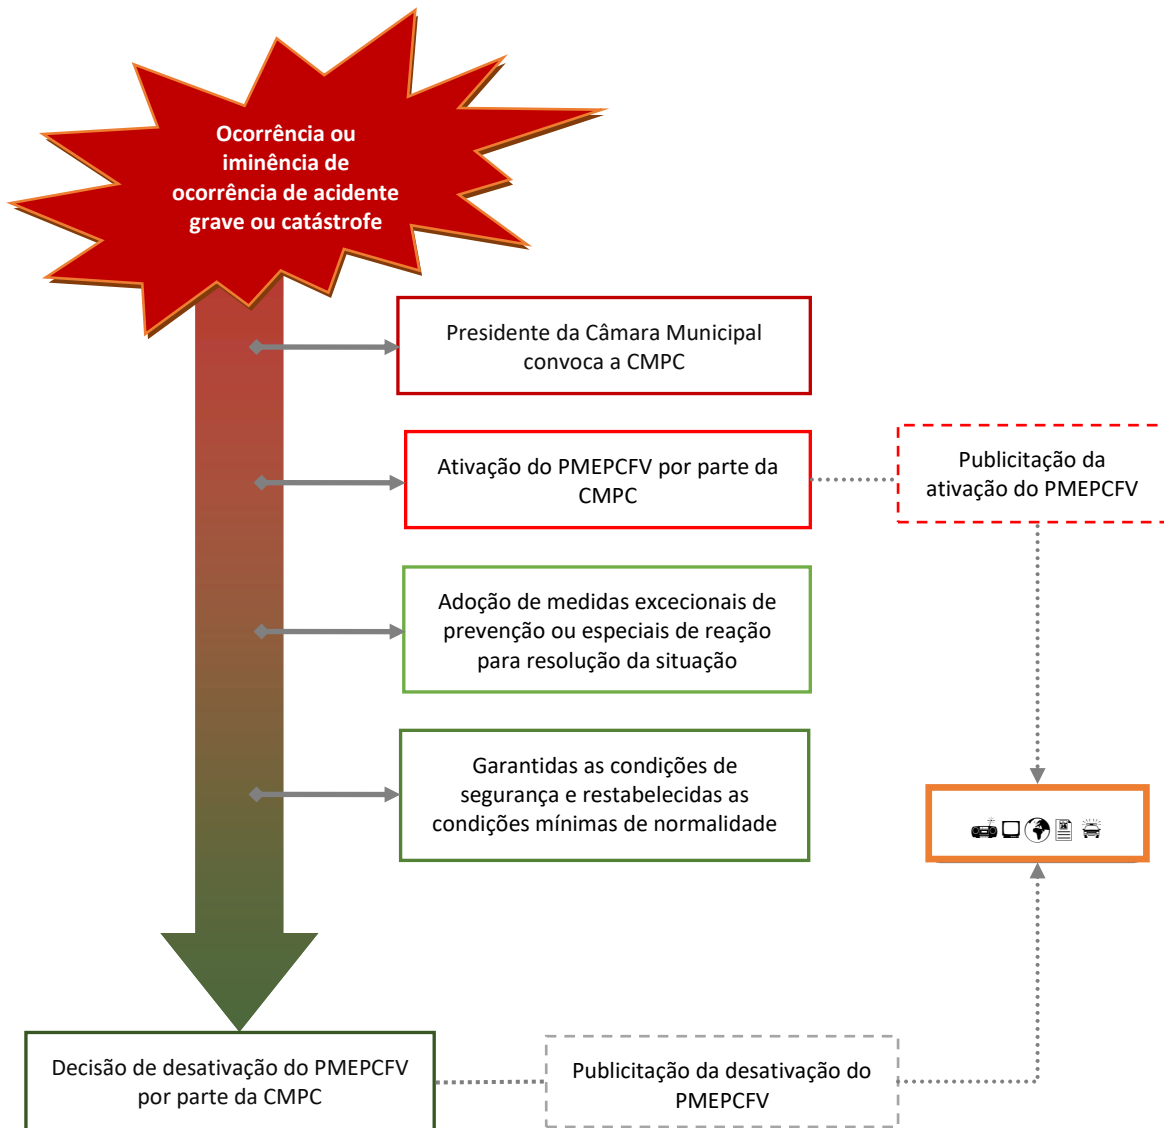 Ocorrência ou
iminência de
ocorrência de acidente
grave ou catástrofe
Presidente da Câmara Municipal
convoca a CMPC
Ativação do PMEPCFV por parte da
CMPC
Publicitação da
ativação do PMEPCFV
Adoção de medidas excecionais de
prevenção ou especiais de reação
para resolução da situação
Garantidas as condições de
segurança e restabelecidas as
condições mínimas de normalidade
Decisão de desativação do PMEPCFV
por parte da CMPC
Publicitação da desativação do
PMEPCFV